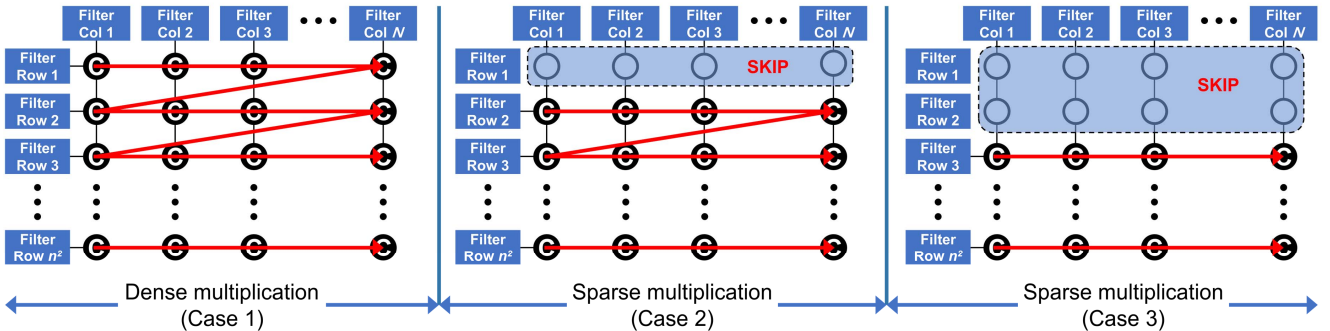 Filter Col 1
Filter Col 2
Filter Col 3
Filter Col N
Filter Row 1
C C C C
Filter Row 2
C C C C
Filter Row 3
C C C C
Filter Row n²
C C C C
Dense multiplication
(Case 1)
Filter Col 1
Filter Col 2
Filter Col 3
Filter Col N
Filter Row 1
SKIP
Filter Row 2
C C C C
Filter Row 3
C C C C
Filter Row n²
C C C C
Sparse multiplication
(Case 2)
Filter Col 1
Filter Col 2
Filter Col 3
Filter Col N
Filter Row 1
SKIP
Filter Row 2
Filter Row 3
C C C C
Filter Row n²
C C C C
Sparse multiplication
(Case 3)